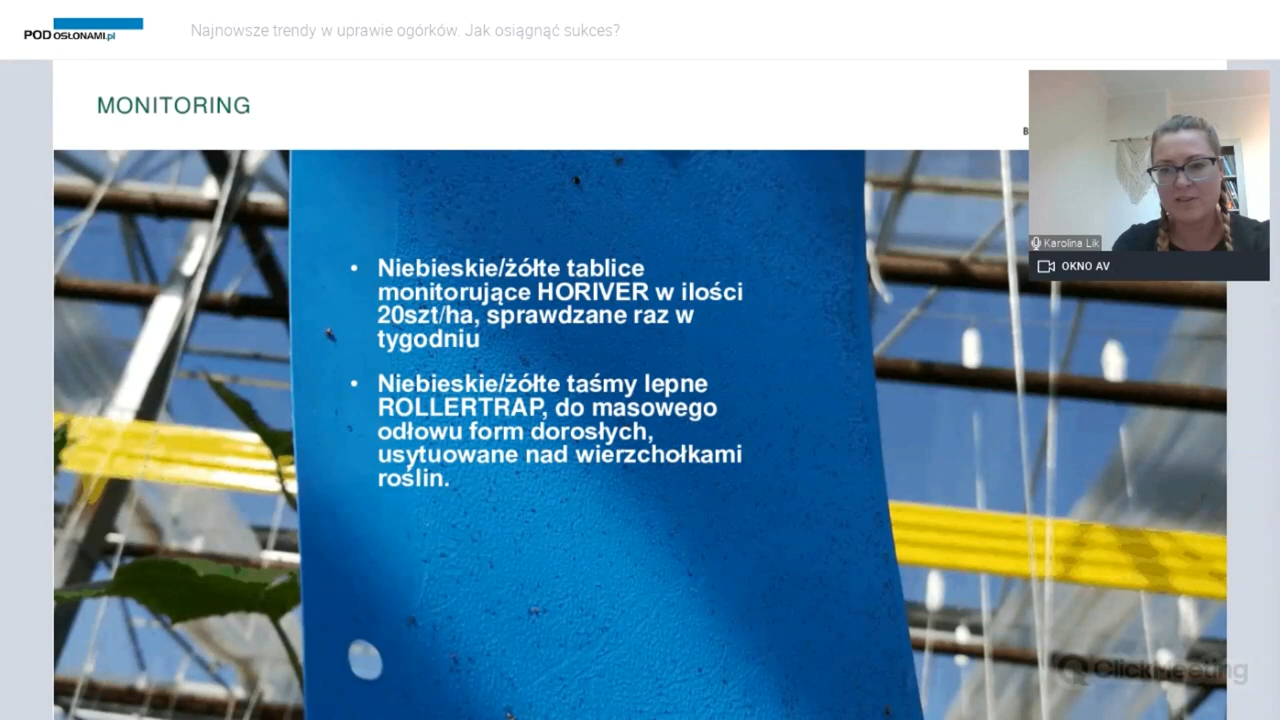 POD OSŁONAMI.pl
Najnowsze trendy w uprawie ogórków. Jak osiągnąć sukces?
MONITORING
B
Karolina Lik
OKNO AV
• Niebieskie/żółte tablice
monitorujące HORIVER w ilości
20szt/ha, sprawdzane raz w
tygodniu
• Niebieskie/żółte taśmy lepne
ROLLERTRAP, do masowego
odłowu form dorosłych,
usytuowane nad wierzchołkami
roślin.
ClickMeeting